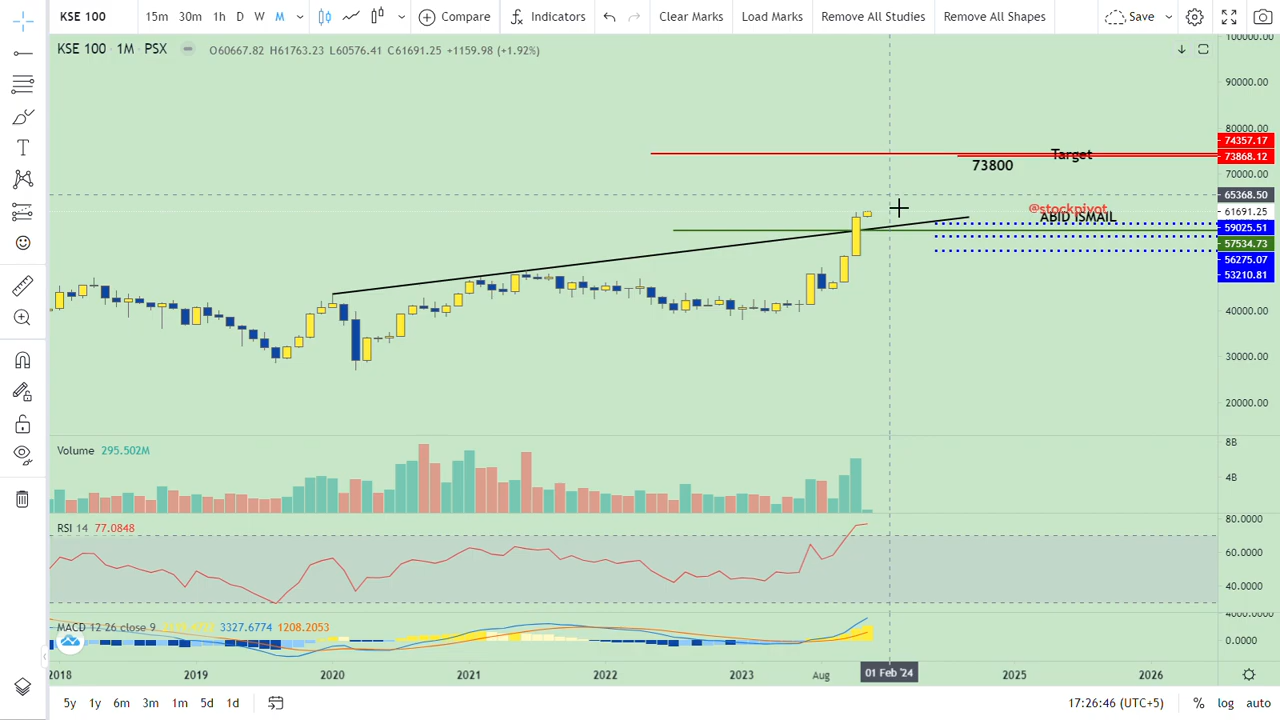 KSE 100 15m 30m 1h D W M Compare Indicators Clear Marks Load Marks Remove All Studies Remove All Shapes Save
KSE 100 · 1M · PSX O60667.82 H61763.23 L60576.41 C61691.25 +1159.98 (+1.92%)
100000.00
90000.00
80000.00
74357.17
Target
73868.12
73800
70000.00
65368.50
@stockpivot
61691.25
ABID ISMAIL
59025.51
57534.73
56275.07
53210.81
40000.00
30000.00
20000.00
Volume 295.502M
8B
4B
RSI 14 77.0848
80.0000
60.0000
40.0000
4000.0000
MACD 12 26 close 9 3327.6774 1208.2053
0.0000
2018 2019 2020 2021 2022 2023 Aug 01 Feb '24 2025 2026
5y 1y 6m 3m 1m 5d 1d 17:26:46 (UTC+5) % log auto